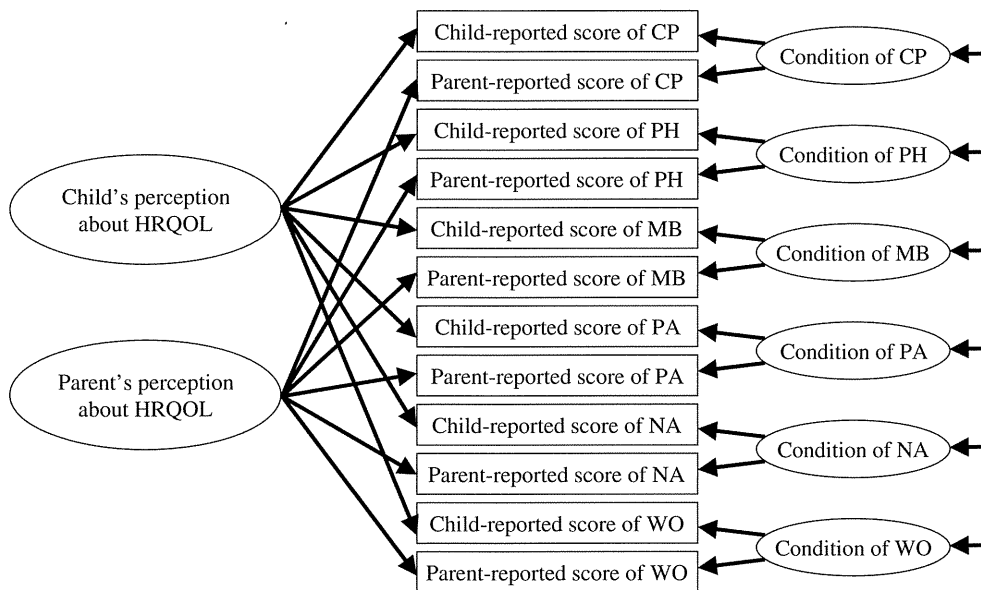 Child's perception
about HRQOL
Parent's perception
about HRQOL
Child-reported score of CP
Parent-reported score of CP
Child-reported score of PH
Parent-reported score of PH
Child-reported score of MB
Parent-reported score of MB
Child-reported score of PA
Parent-reported score of PA
Child-reported score of NA
Parent-reported score of NA
Child-reported score of WO
Parent-reported score of WO
Condition of CP
Condition of PH
Condition of MB
Condition of PA
Condition of NA
Condition of WO